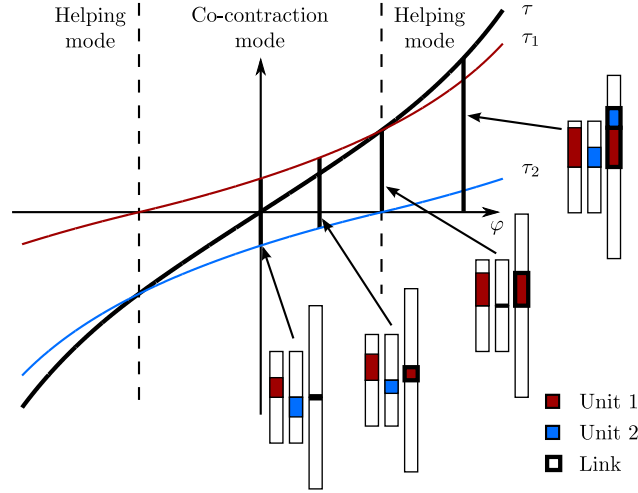 Helping
mode
Co-contraction
mode
Helping
mode
τ
τ1
τ2
φ
Unit 1
Unit 2
Link